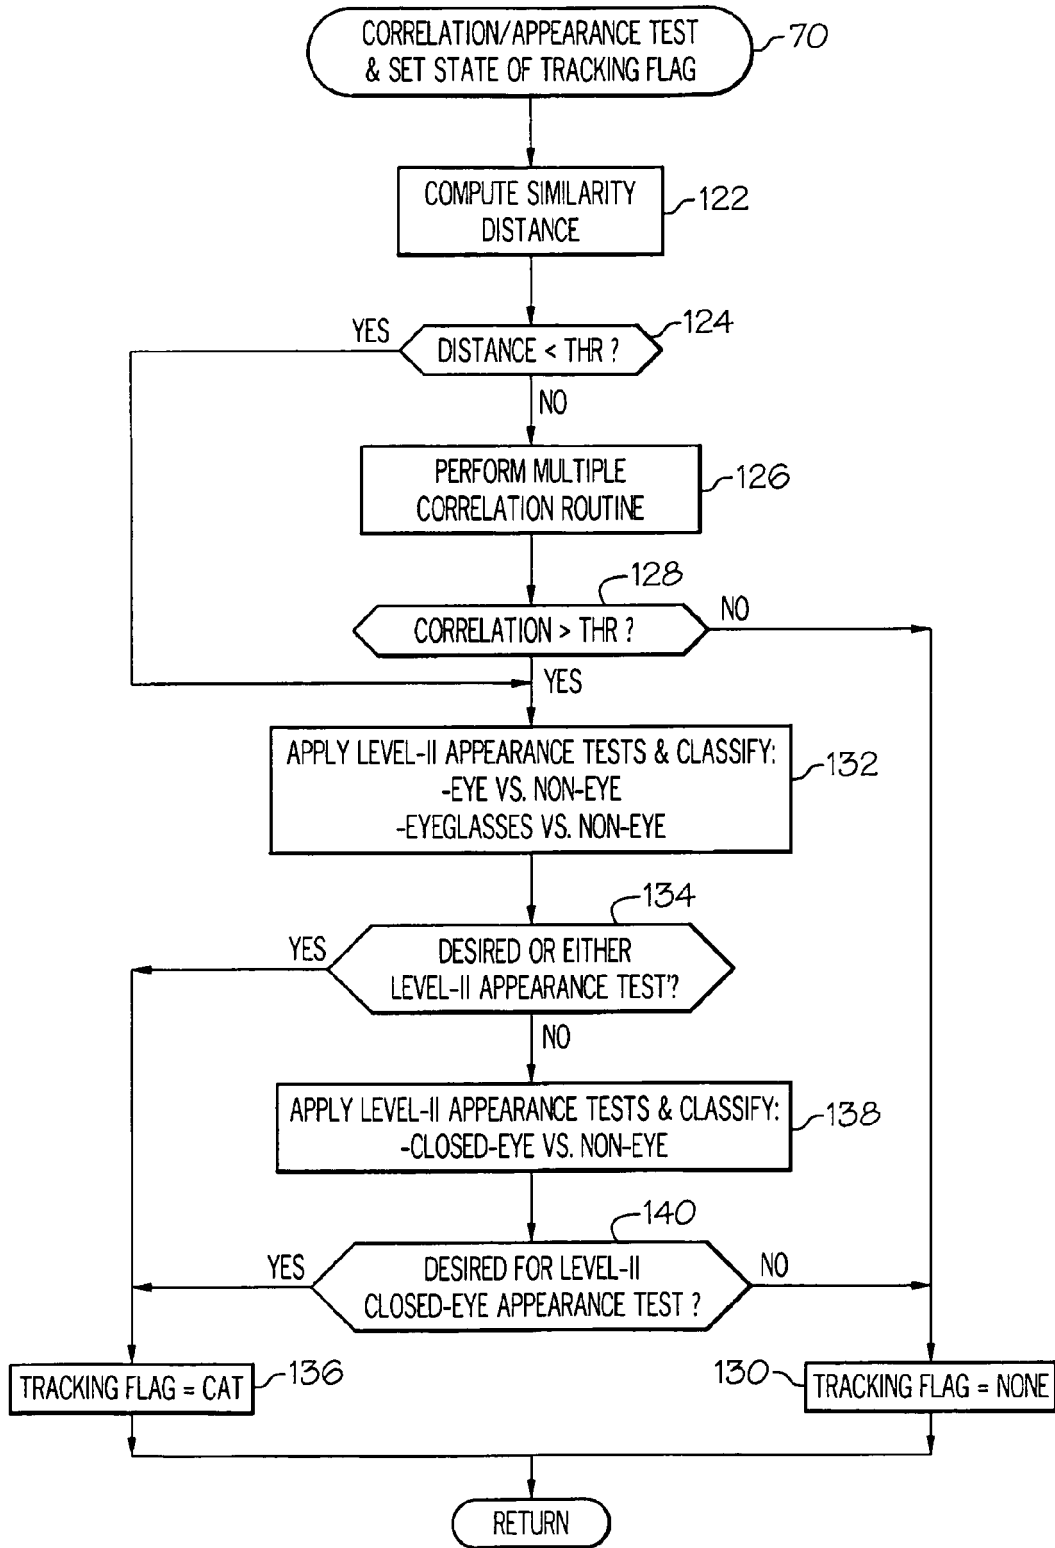 CORRELATION/APPEARANCE TEST
& SET STATE OF TRACKING FLAG
70
COMPUTE SIMILARITY
DISTANCE
122
124
YES
DISTANCE < THR ?
NO
PERFORM MULTIPLE
CORRELATION ROUTINE
126
128
NO
CORRELATION > THR ?
YES
APPLY LEVEL-II APPEARANCE TESTS & CLASSIFY:
-EYE VS. NON-EYE
-EYEGLASSES VS. NON-EYE
132
134
YES
DESIRED OR EITHER
LEVEL-II APPEARANCE TEST'?
NO
APPLY LEVEL-II APPEARANCE TESTS & CLASSIFY:
-CLOSED-EYE VS. NON-EYE
138
140
YES
DESIRED FOR LEVEL-II
CLOSED-EYE APPEARANCE TEST ?
NO
TRACKING FLAG = CAT
136
130
TRACKING FLAG = NONE
RETURN